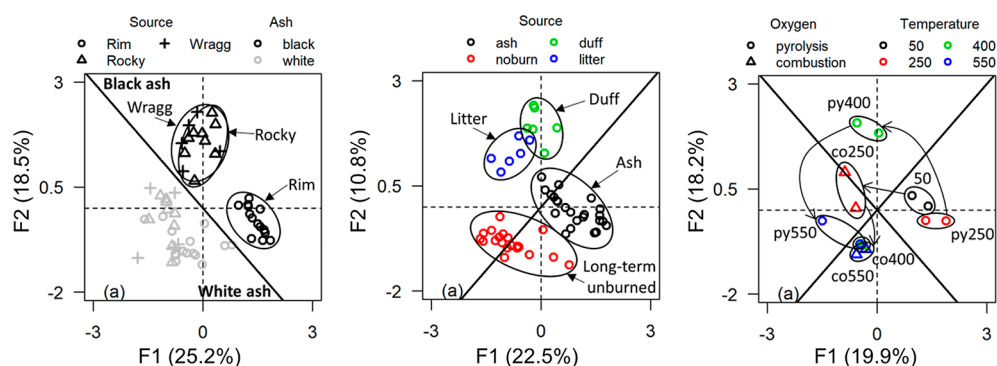 Source Ash
Rim Wragg black
Rocky white
3
0.5
-2
F2 (18.5%)
Black ash
Wragg
Rocky
Rim
White ash
(a)
-3 0 3
F1 (25.2%)
Source
ash duff
noburn litter
3
0.5
-2
F2 (10.8%)
Duff
Litter
Ash
Long-term
unburned
(a)
-3 0 3
F1 (22.5%)
Oxygen Temperature
pyrolysis 50 400
combustion 250 550
3
0.5
-2
F2 (18.2%)
py400
co250
50
py250
py550
co400
co550
(a)
-3 0 3
F1 (19.9%)